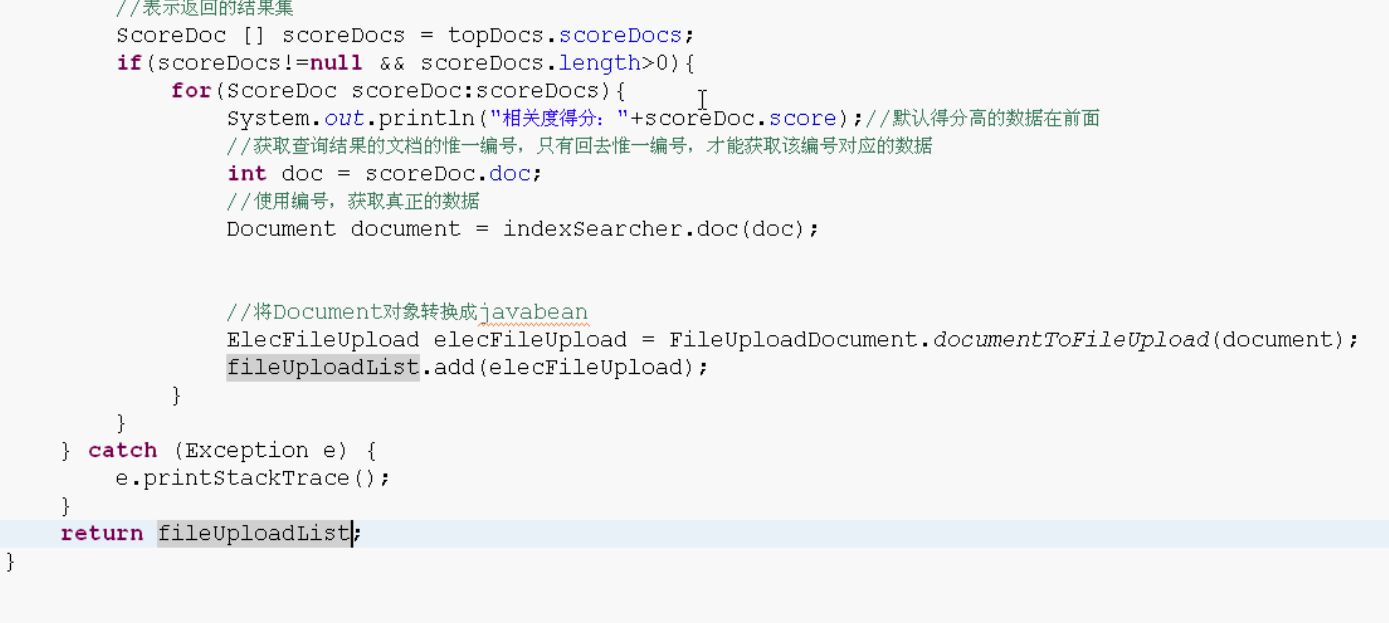 //表示返回的结果集
ScoreDoc [] scoreDocs = topDocs.scoreDocs;
if(scoreDocs!=null && scoreDocs.length>0){
for(ScoreDoc scoreDoc:scoreDocs){
System.out.println("相关度得分："+scoreDoc.score);//默认得分高的数据在前面
//获取查询结果的文档的惟一编号，只有回去惟一编号，才能获取该编号对应的数据
int doc = scoreDoc.doc;
//使用编号，获取真正的数据
Document document = indexSearcher.doc(doc);
//将Document对象转换成javabean
ElecFileUpload elecFileUpload = FileUploadDocument.documentToFileUpload(document);
fileUploadList.add(elecFileUpload);
}
}
} catch (Exception e) {
e.printStackTrace();
}
return fileUploadList;
}